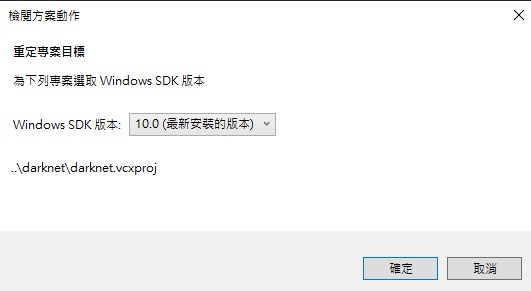 檢閱方案動作
重定專案目標
為下列專案選取 Windows SDK 版本
Windows SDK 版本: 10.0 (最新安裝的版本)
..\darknet\darknet.vcxproj
確定 取消